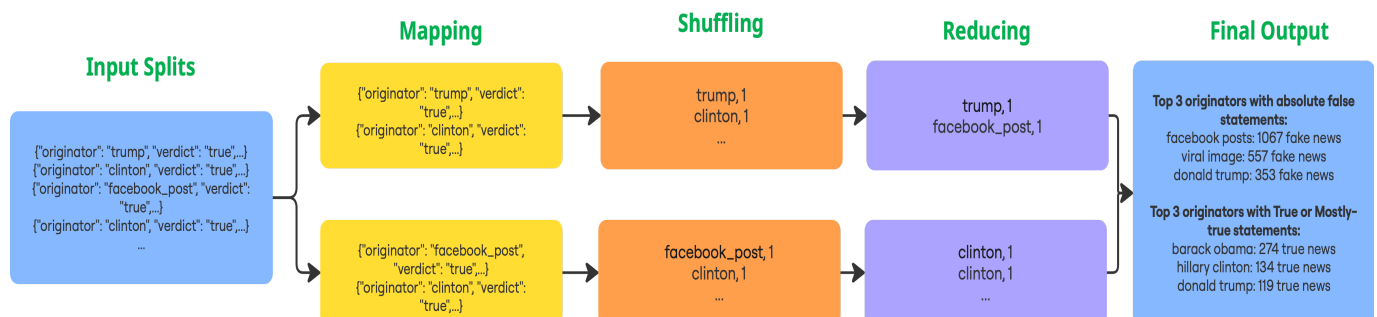 Input Splits
{"originator": "trump", "verdict": "true",...}
{"originator": "clinton", "verdict": "true",...}
{"originator": "facebook_post", "verdict":
"true",...}
{"originator": "clinton", "verdict": "true",...}
...
Mapping
{"originator": "trump", "verdict":
"true",...}
{"originator": "clinton", "verdict":
"true",...}
{"originator": "facebook_post",
"verdict": "true",...}
{"originator": "clinton", "verdict":
"true",...}
Shuffling
trump, 1
clinton, 1
...
facebook_post, 1
clinton, 1
...
Reducing
trump, 1
facebook_post, 1
clinton, 1
clinton, 1
...
Final Output
Top 3 originators with absolute false
statements:
facebook posts: 1067 fake news
viral image: 557 fake news
donald trump: 353 fake news
Top 3 originators with True or Mostly-
true statements:
barack obama: 274 true news
hillary clinton: 134 true news
donald trump: 119 true news